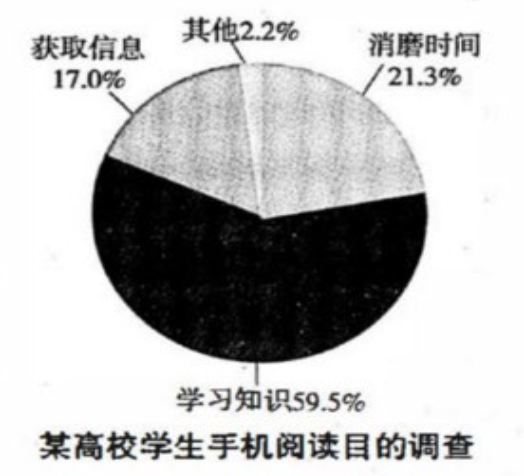 其他2.2%
获取信息
17.0%
消磨时间
21.3%
学习知识59.5%
某高校学生手机阅读目的调查